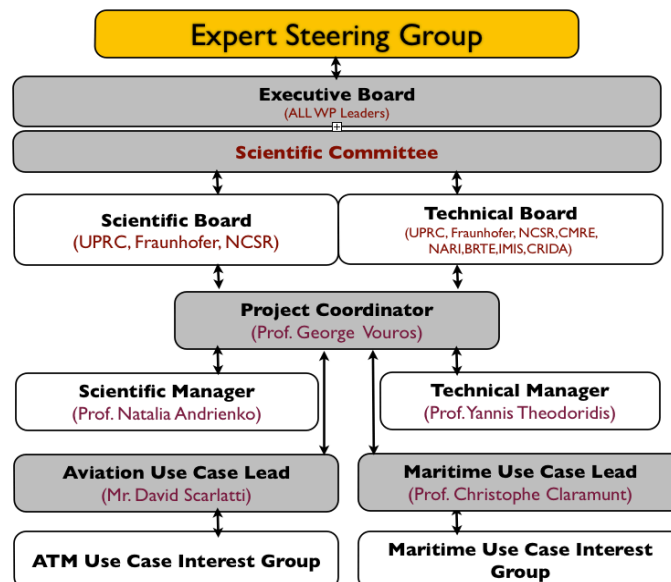 Expert Steering Group
Executive Board
(ALL WP Leaders)
Scientific Committee
Scientific Board
(UPRC, Fraunhofer, NCSR)
Technical Board
(UPRC, Fraunhofer, NCSR,CMRE,
NARI,BRTE,IMIS,CRIDA)
Project Coordinator
(Prof. George Vouros)
Scientific Manager
(Prof. Natalia Andrienko)
Technical Manager
(Prof. Yannis Theodoridis)
Aviation Use Case Lead
(Mr. David Scarlatti)
Maritime Use Case Lead
(Prof. Christophe Claramunt)
ATM Use Case Interest Group
Maritime Use Case Interest
Group